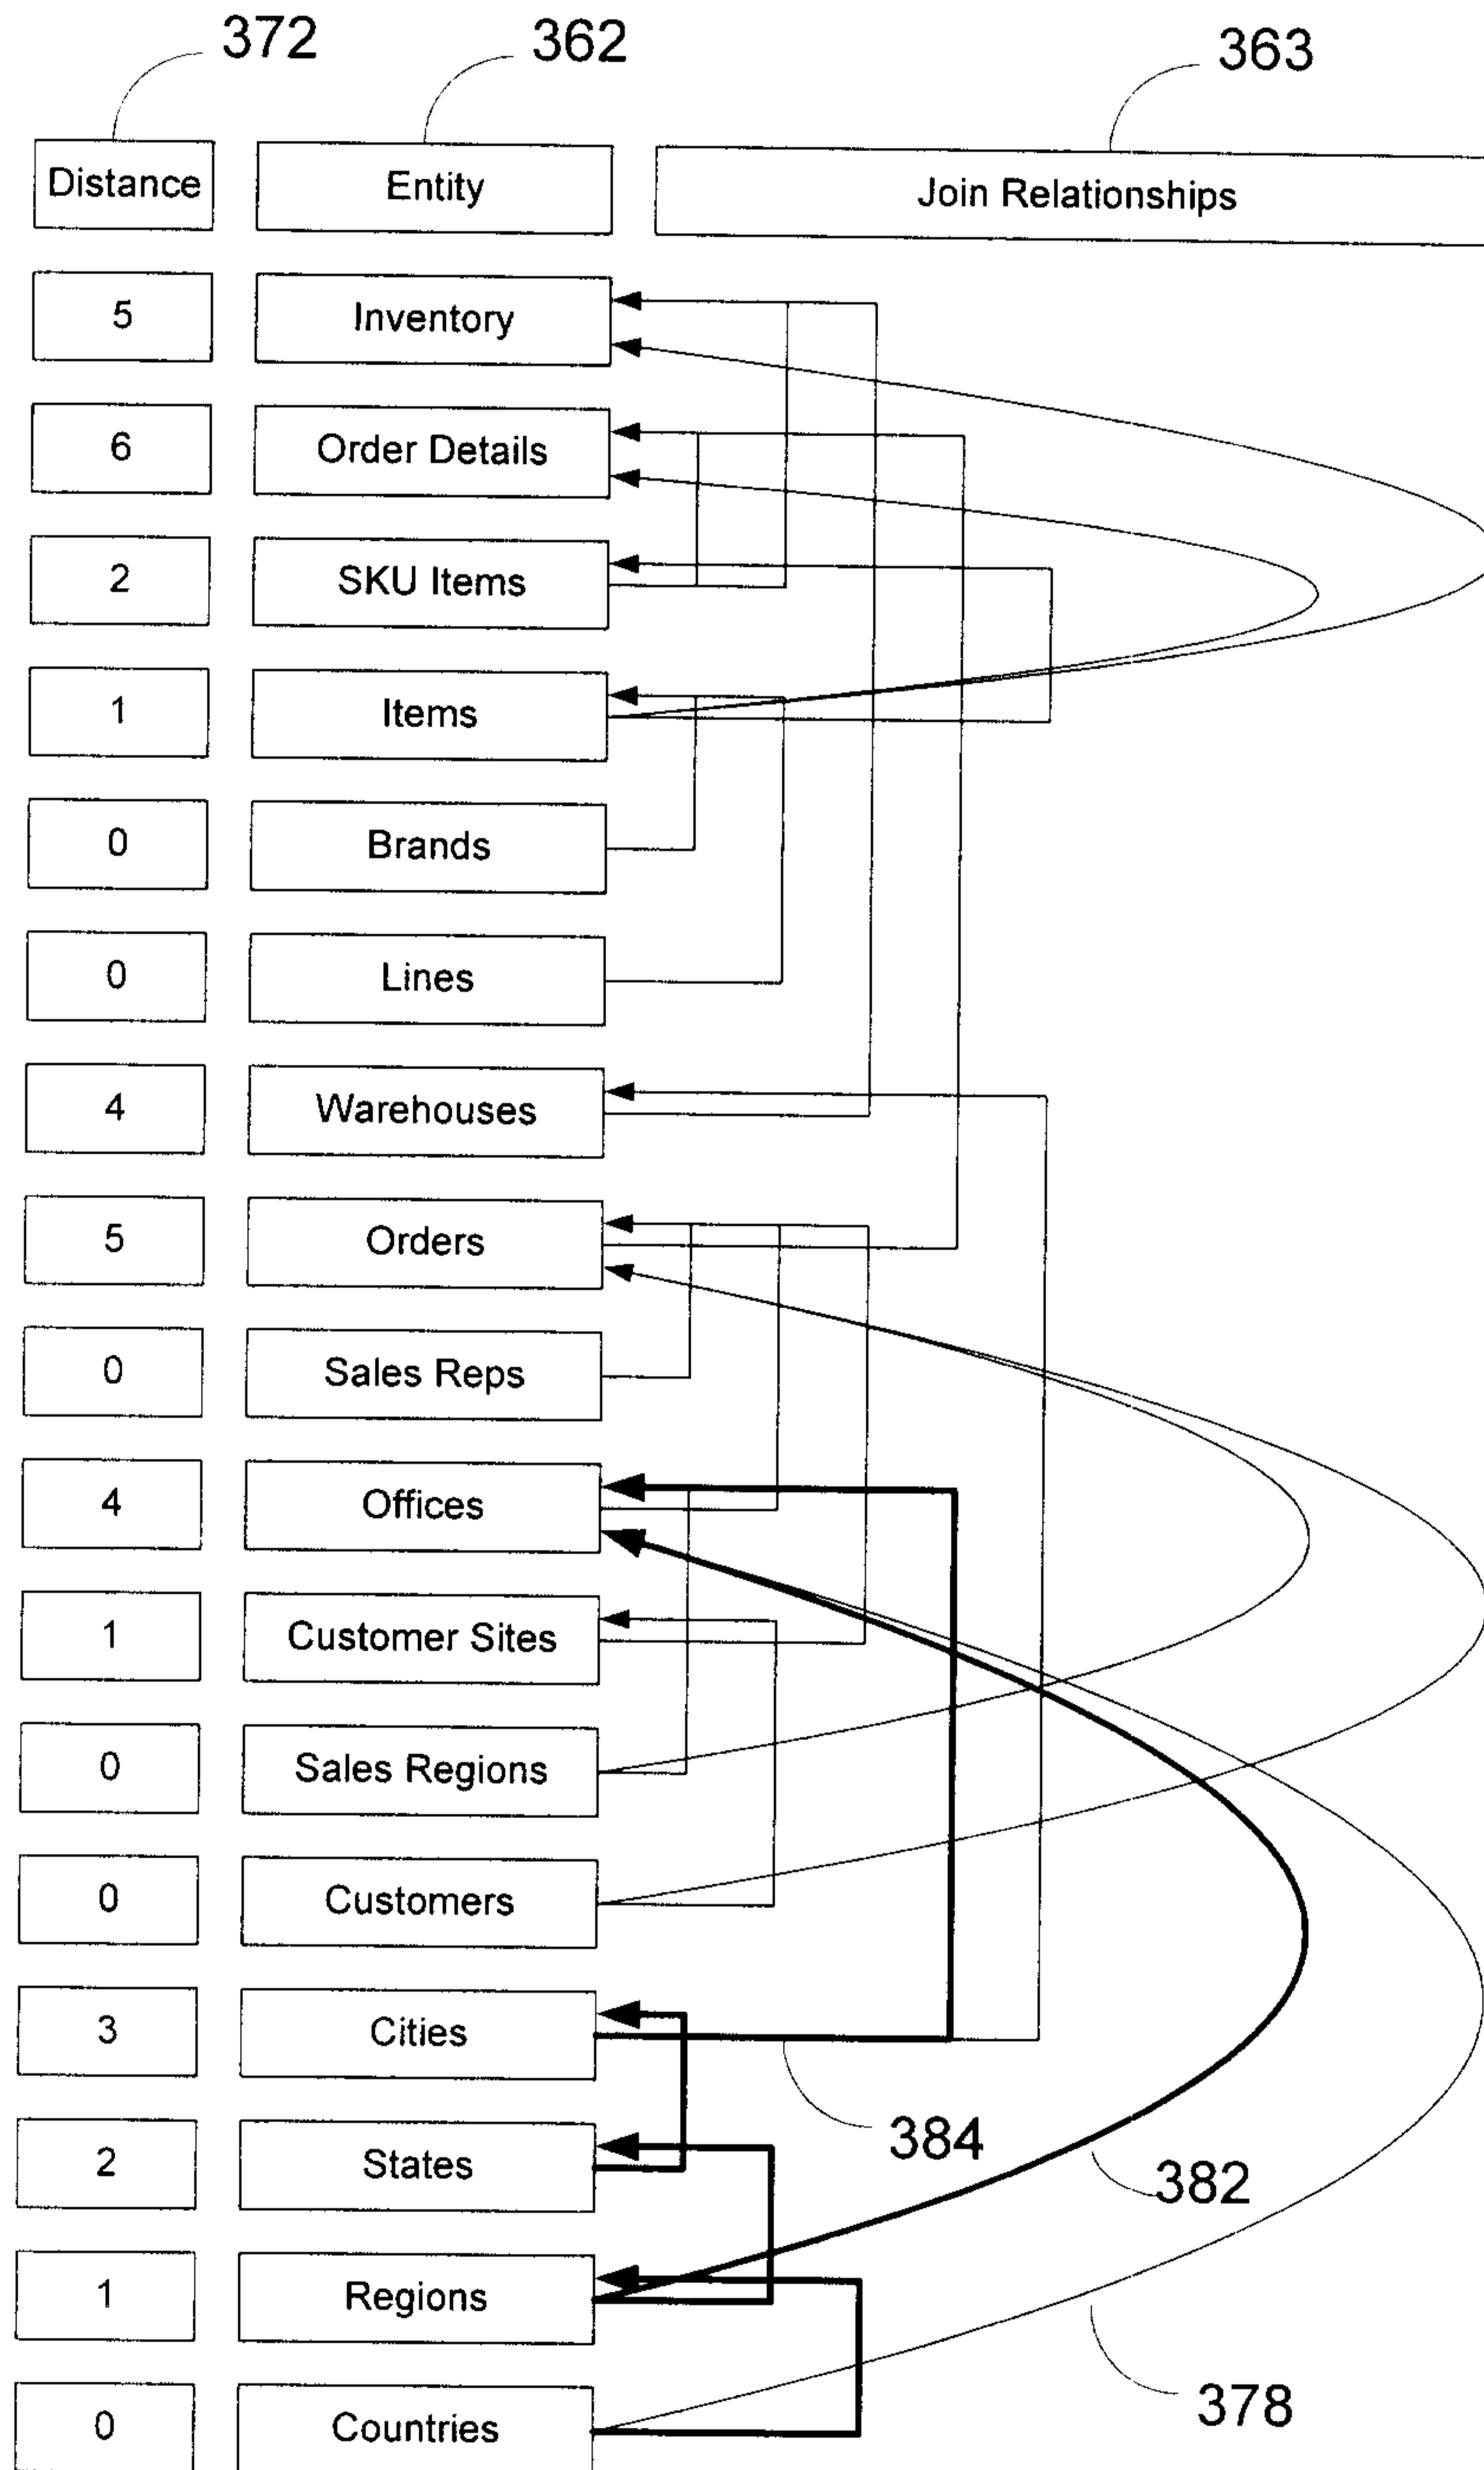 372 362 363
Distance Entity Join Relationships
5 Inventory
6 Order Details
2 SKU Items
1 Items
0 Brands
0 Lines
4 Warehouses
5 Orders
0 Sales Reps
4 Offices
1 Customer Sites
0 Sales Regions
0 Customers
3 Cities
384
2 States
382
1 Regions
378
0 Countries